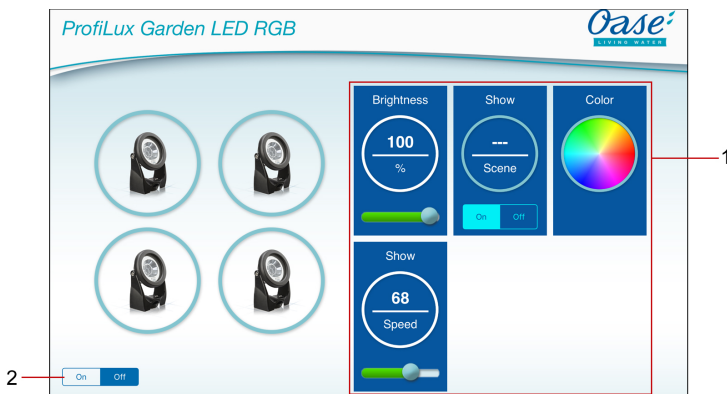 ProfiLux Garden LED RGB
Oase
LIVING WATER
Brightness
100
%
Show
---
Scene
On Off
Color
1
Show
68
Speed
2
On Off